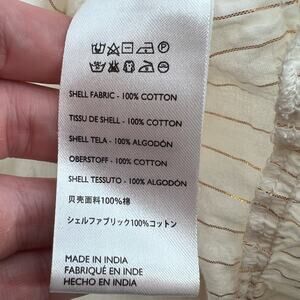 SHELL FABRIC - 100% COTTON
TISSU DE SHELL - 100% COTTON
SHELL TELA - 100% ALGODÓN
OBERSTOFF - 100% COTTON
SHELL TESSUTO - 100% ALGODÓN
贝壳面料100%棉
シェルファブリック100%コットン
MADE IN INDIA
FABRIQUÉ EN INDE
HECHO EN INDIA